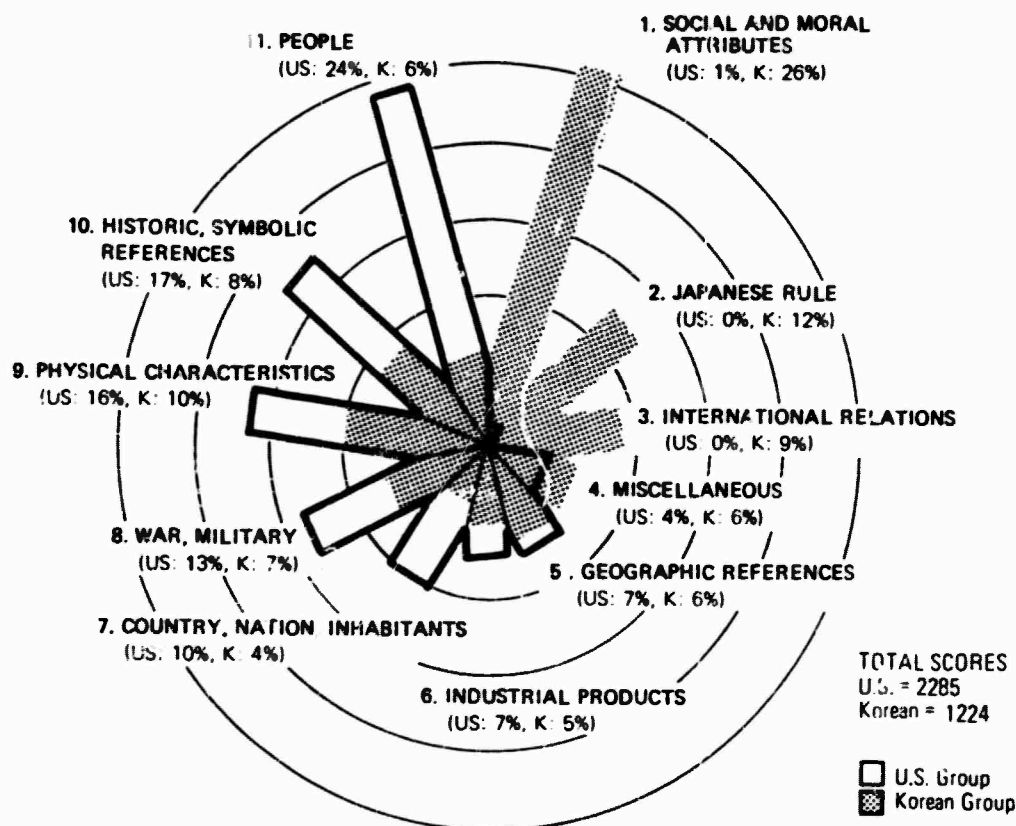 1. SOCIAL AND MORAL
ATTRIBUTES
(US: 1%, K: 26%)
2. JAPANESE RULE
(US: 0%, K: 12%)
3. INTERNATIONAL RELATIONS
(US: 0%, K: 9%)
4. MISCELLANEOUS
(US: 4%, K: 6%)
5. GEOGRAPHIC REFERENCES
(US: 7%, K: 6%)
6. INDUSTRIAL PRODUCTS
(US: 7%, K: 5%)
7. COUNTRY, NATION, INHABITANTS
(US: 10%, K: 4%)
8. WAR, MILITARY
(US: 13%, K: 7%)
9. PHYSICAL CHARACTERISTICS
(US: 16%, K: 10%)
10. HISTORIC, SYMBOLIC
REFERENCES
(US: 17%, K: 8%)
11. PEOPLE
(US: 24%, K: 6%)
TOTAL SCORES
U.S. = 2285
Korean = 1224
U.S. Group
Korean Group